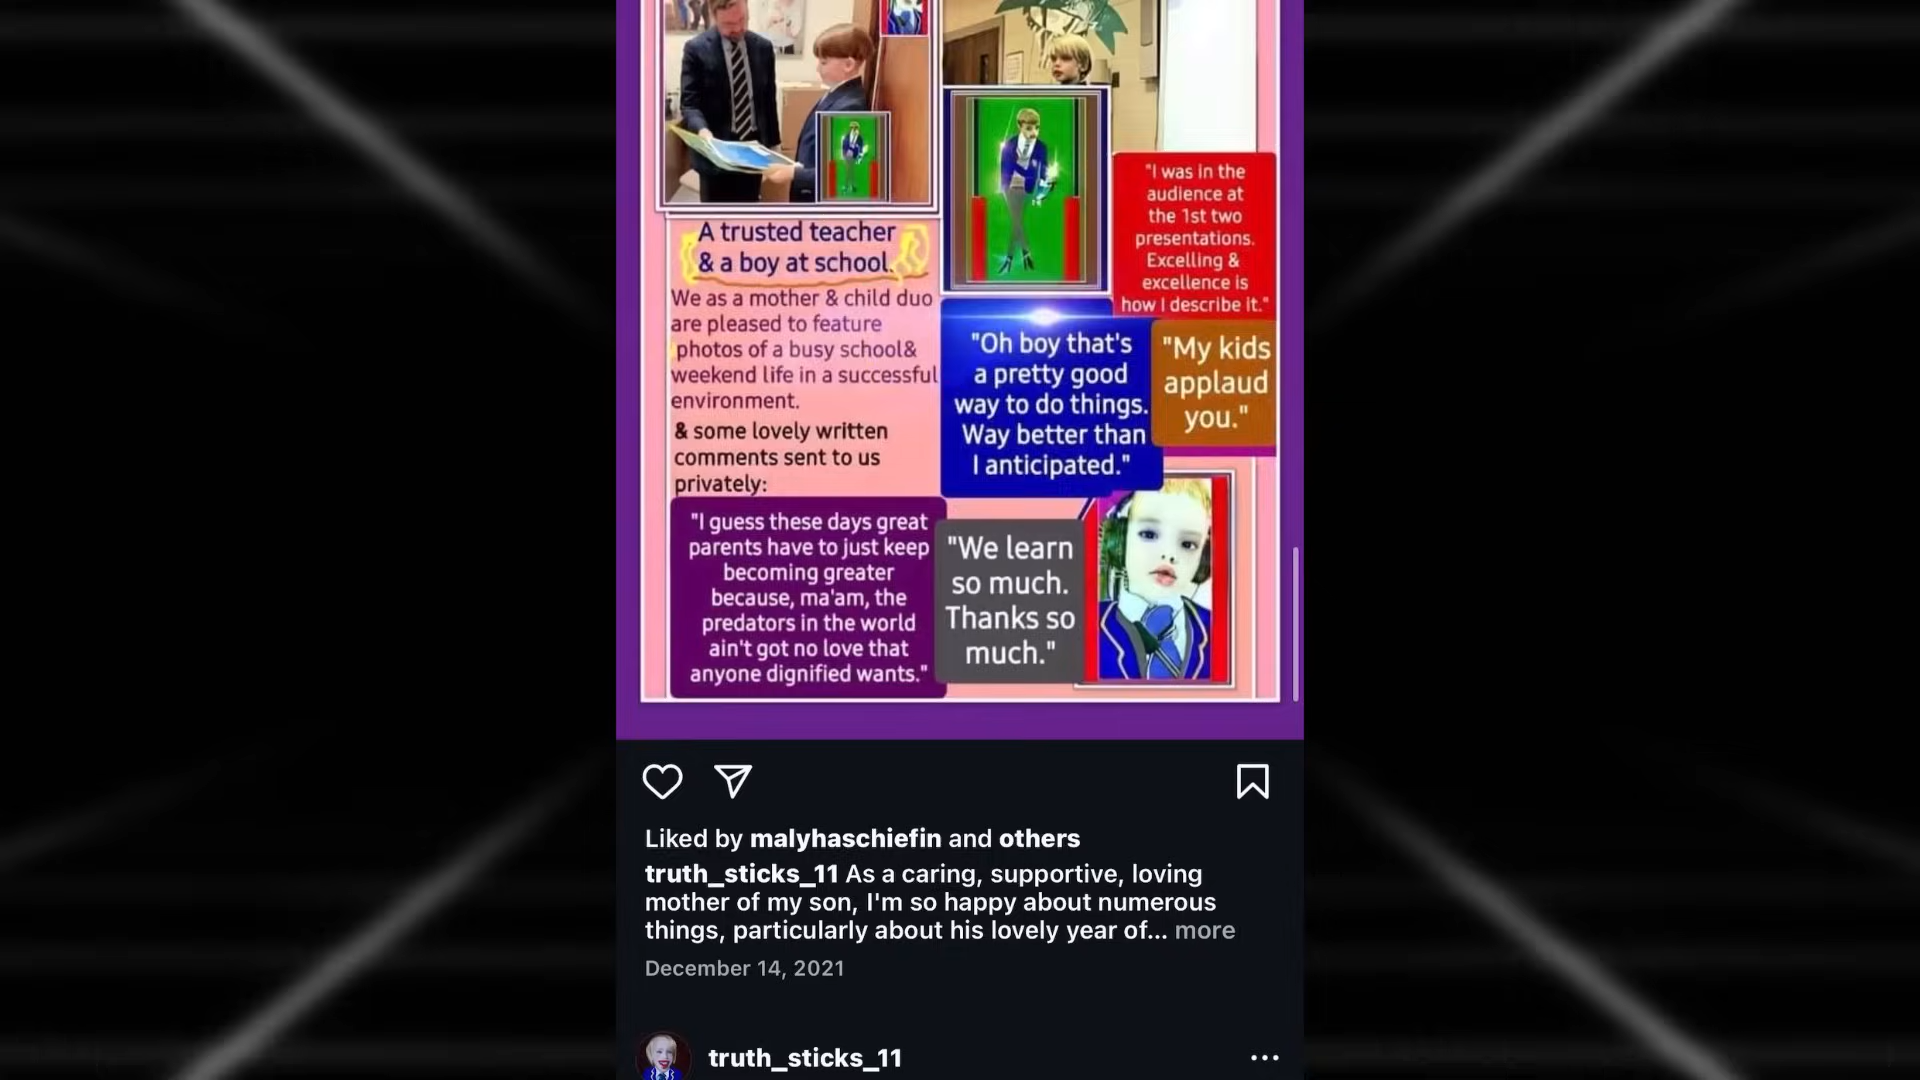 A trusted teacher
& a boy at school.
We as a mother & child duo
are pleased to feature
photos of a busy school&
weekend life in a successful
environment.
& some lovely written
comments sent to us
privately:
"I guess these days great
parents have to just keep
becoming greater
because, ma'am, the
predators in the world
ain't got no love that
anyone dignified wants."
"I was in the
audience at
the 1st two
presentations.
Excelling &
excellence is
how I describe it."
"Oh boy that's
a pretty good
way to do things.
Way better than
I anticipated."
"My kids
applaud
you."
"We learn
so much.
Thanks so
much."
Liked by malyhaschiefin and others
truth_sticks_11 As a caring, supportive, loving
mother of my son, I'm so happy about numerous
things, particularly about his lovely year of... more
December 14, 2021
truth_sticks_11